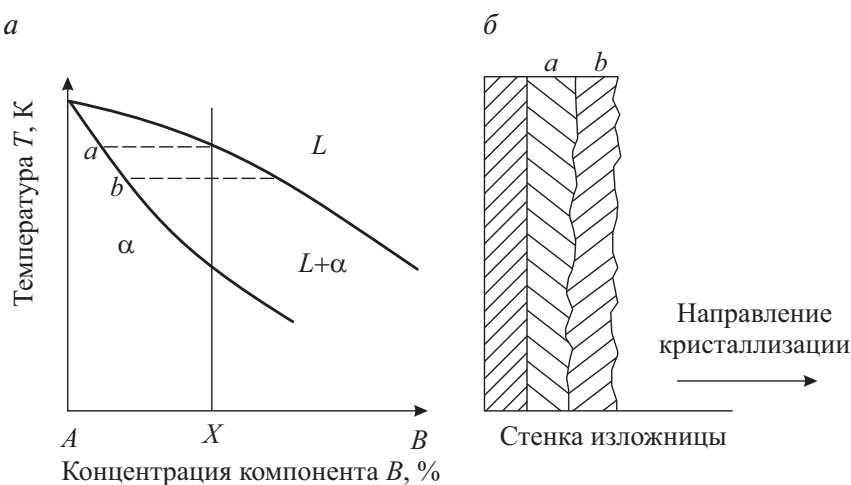 а
Температура T, К
a
b
L
α
L+α
A
X
B
Концентрация компонента B, %
б
a
b
Направление
кристаллизации
Стенка изложницы